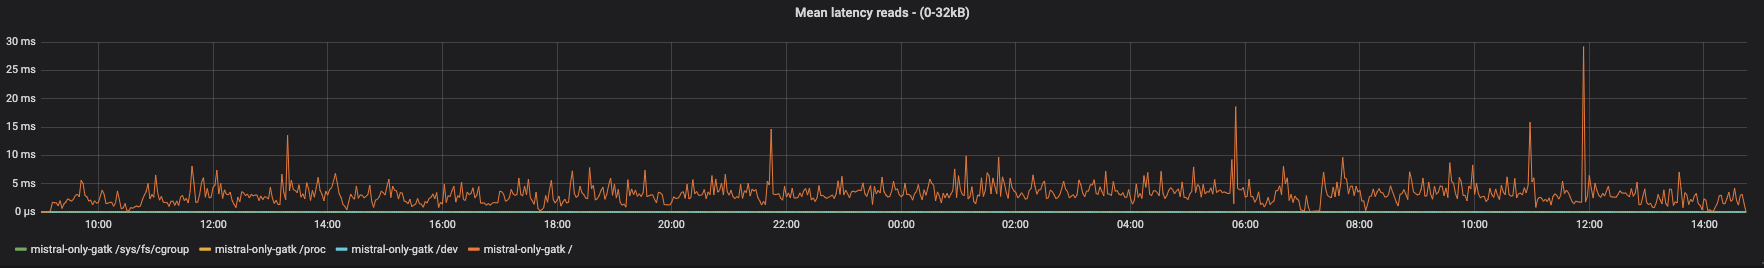 Mean latency reads - (0-32kB)
30 ms
25 ms
20 ms
15 ms
10 ms
5 ms
0 µs
10:00 12:00 14:00 16:00 18:00 20:00 22:00 00:00 02:00 04:00 06:00 08:00 10:00 12:00 14:00
mistral-only-gatk /sys/fs/cgroup mistral-only-gatk /proc mistral-only-gatk /dev mistral-only-gatk /